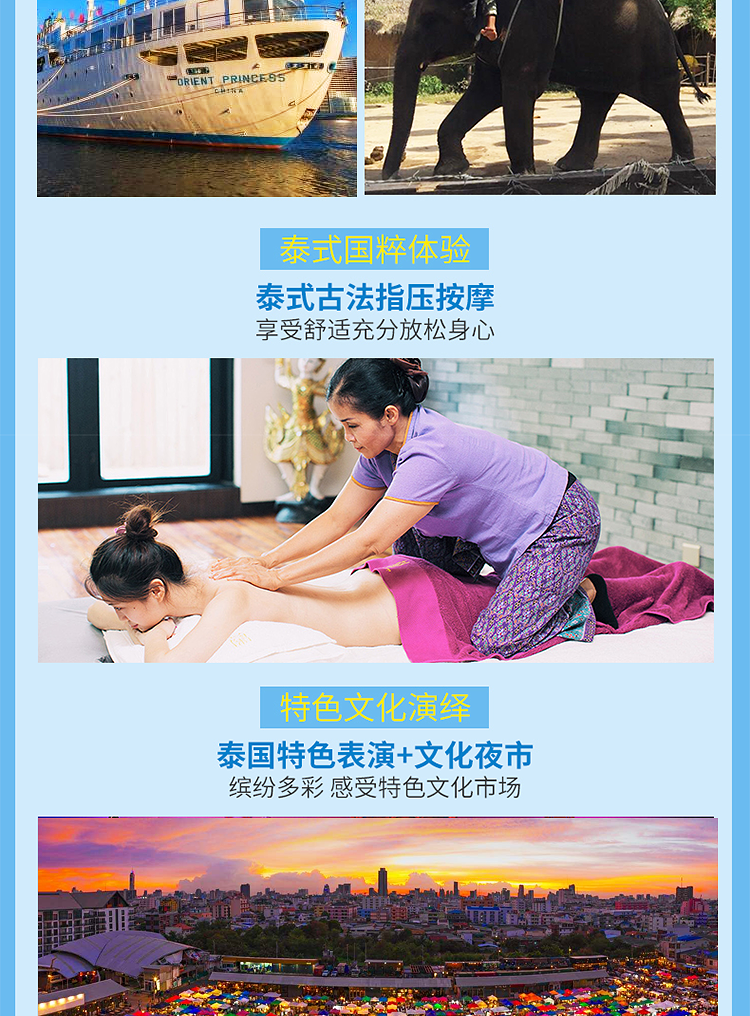 ORIENT PRINCESS
CHINA
泰式国粹体验
泰式古法指压按摩
享受舒适充分放松身心
特色文化演绎
泰国特色表演+文化夜市
缤纷多彩 感受特色文化市场